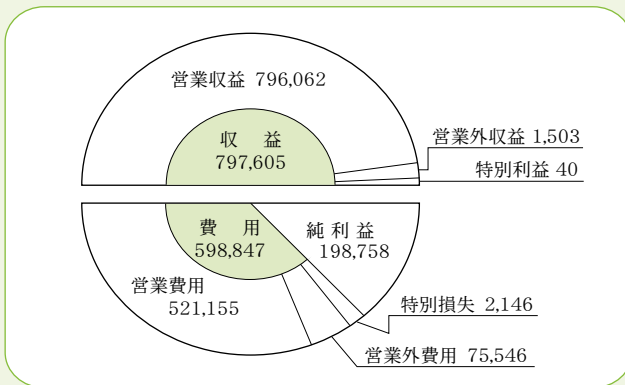 営業収益 796,062
収 益
797,605
営業外収益 1,503
特別利益 40
費 用
598,847
純 利 益
198,758
営業費用
521,155
特別損失 2,146
営業外費用 75,546